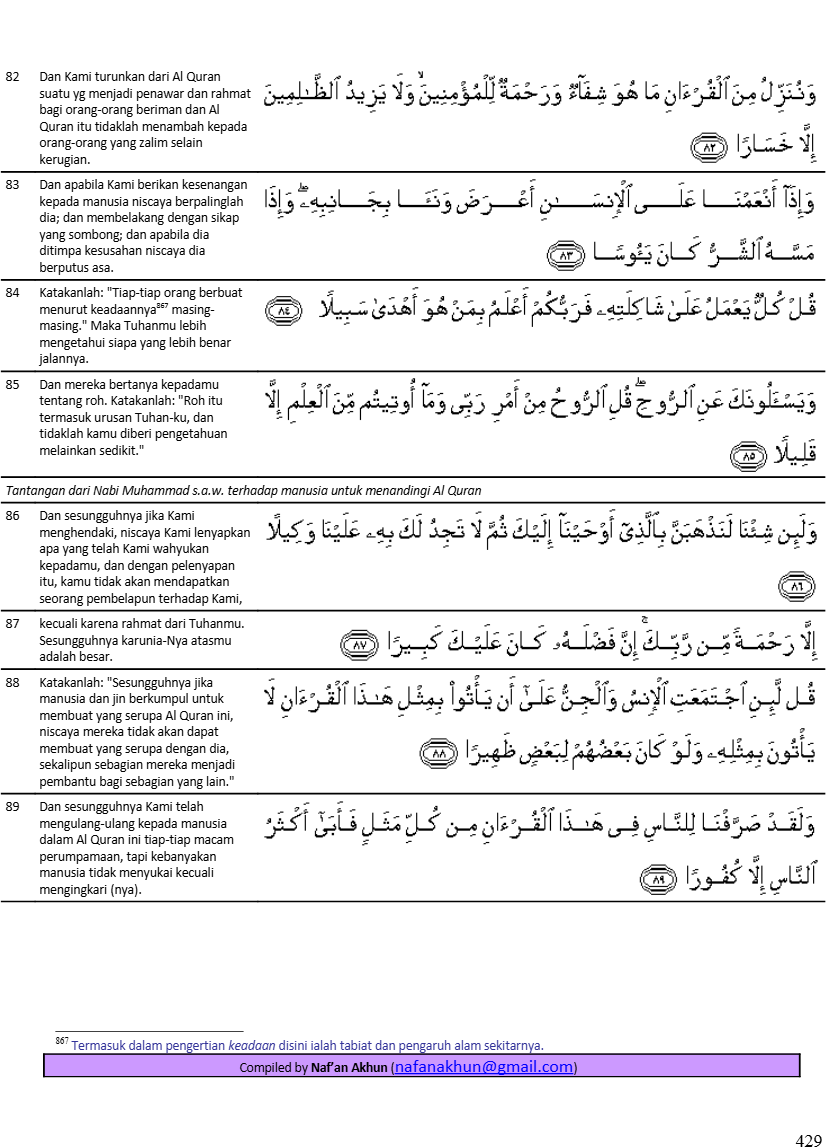 82 Dan Kami turunkan dari Al Quran
suatu yg menjadi penawar dan rahmat
bagi orang-orang beriman dan Al
Quran itu tidaklah menambah kepada
orang-orang yang zalim selain
kerugian.
وَنُنَزِّلُ مِنَ ٱلْقُرْءَانِ مَا هُوَ شِفَآءٌ وَرَحْمَةٌ لِّلْمُؤْمِنِينَ ۙ وَلَا يَزِيدُ ٱلظَّـٰلِمِينَ
إِلَّا خَسَارًا ٨٢
83 Dan apabila Kami berikan kesenangan
kepada manusia niscaya berpalinglah
dia; dan membelakang dengan sikap
yang sombong; dan apabila dia
ditimpa kesusahan niscaya dia
berputus asa.
وَإِذَآ أَنْعَمْنَا عَلَى ٱلْإِنسَـٰنِ أَعْرَضَ وَنَـَٔا بِجَانِبِهِۦ ۖ وَإِذَا
مَسَّهُ ٱلشَّرُّ كَانَ يَـُٔوسًا ٨٣
84 Katakanlah: "Tiap-tiap orang berbuat
menurut keadaannya867 masing-
masing." Maka Tuhanmu lebih
mengetahui siapa yang lebih benar
jalannya.
قُلْ كُلٌّ يَعْمَلُ عَلَىٰ شَاكِلَتِهِۦ فَرَبُّكُمْ أَعْلَمُ بِمَنْ هُوَ أَهْدَىٰ سَبِيلًا ٨٤
85 Dan mereka bertanya kepadamu
tentang roh. Katakanlah: "Roh itu
termasuk urusan Tuhan-ku, dan
tidaklah kamu diberi pengetahuan
melainkan sedikit."
وَيَسْـَٔلُونَكَ عَنِ ٱلرُّوحِ ۖ قُلِ ٱلرُّوحُ مِنْ أَمْرِ رَبِّى وَمَآ أُوتِيتُم مِّنَ ٱلْعِلْمِ إِلَّا
قَلِيلًا ٨٥
Tantangan dari Nabi Muhammad s.a.w. terhadap manusia untuk menandingi Al Quran
86 Dan sesungguhnya jika Kami
menghendaki, niscaya Kami lenyapkan
apa yang telah Kami wahyukan
kepadamu, dan dengan pelenyapan
itu, kamu tidak akan mendapatkan
seorang pembelapun terhadap Kami,
وَلَئِن شِئْنَا لَنَذْهَبَنَّ بِٱلَّذِىٓ أَوْحَيْنَآ إِلَيْكَ ثُمَّ لَا تَجِدُ لَكَ بِهِۦ عَلَيْنَا وَكِيلًا
٨٦
87 kecuali karena rahmat dari Tuhanmu.
Sesungguhnya karunia-Nya atasmu
adalah besar.
إِلَّا رَحْمَةً مِّن رَّبِّكَ ۚ إِنَّ فَضْلَهُۥ كَانَ عَلَيْكَ كَبِيرًا ٨٧
88 Katakanlah: "Sesungguhnya jika
manusia dan jin berkumpul untuk
membuat yang serupa Al Quran ini,
niscaya mereka tidak akan dapat
membuat yang serupa dengan dia,
sekalipun sebagian mereka menjadi
pembantu bagi sebagian yang lain."
قُل لَّئِنِ ٱجْتَمَعَتِ ٱلْإِنسُ وَٱلْجِنُّ عَلَىٰٓ أَن يَأْتُوا۟ بِمِثْلِ هَـٰذَا ٱلْقُرْءَانِ لَا
يَأْتُونَ بِمِثْلِهِۦ وَلَوْ كَانَ بَعْضُهُمْ لِبَعْضٍ ظَهِيرًا ٨٨
89 Dan sesungguhnya Kami telah
mengulang-ulang kepada manusia
dalam Al Quran ini tiap-tiap macam
perumpamaan, tapi kebanyakan
manusia tidak menyukai kecuali
mengingkari (nya).
وَلَقَدْ صَرَّفْنَا لِلنَّاسِ فِى هَـٰذَا ٱلْقُرْءَانِ مِن كُلِّ مَثَلٍ فَأَبَىٰٓ أَكْثَرُ
ٱلنَّاسِ إِلَّا كُفُورًا ٨٩
867 Termasuk dalam pengertian keadaan disini ialah tabiat dan pengaruh alam sekitarnya.
Compiled by Naf’an Akhun (nafanakhun@gmail.com)
429